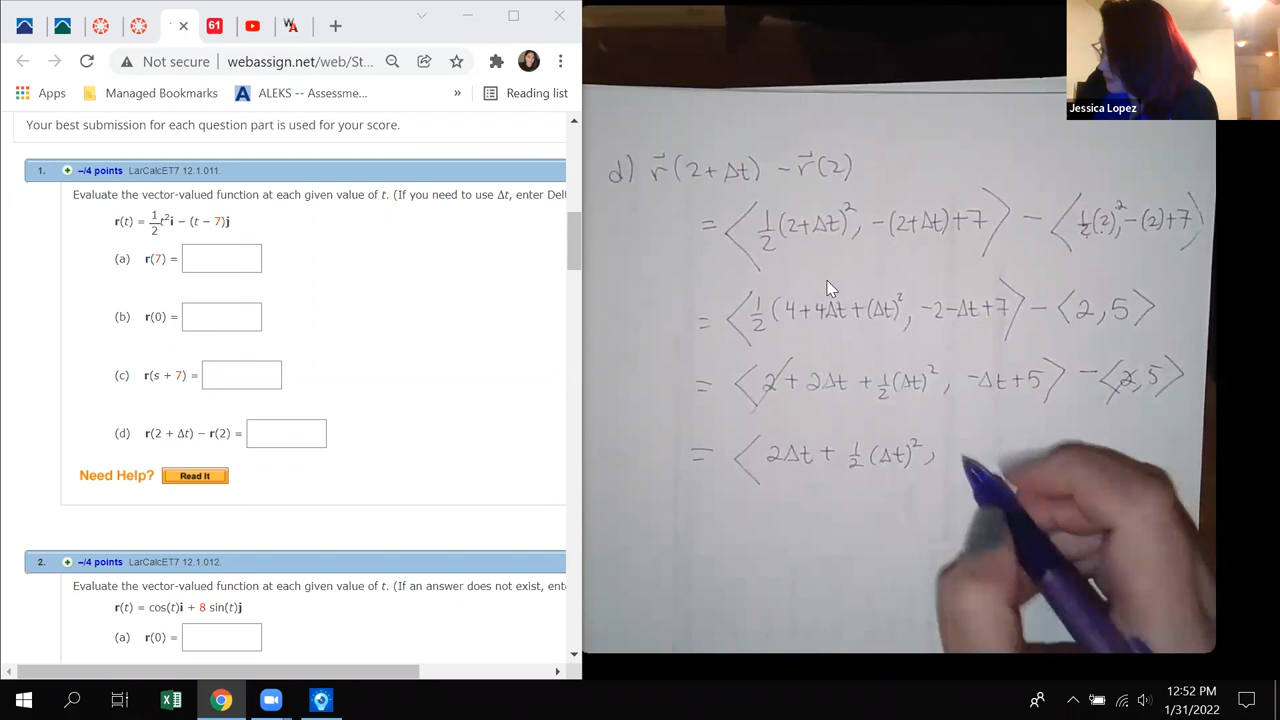 61
Not secure
webassign.net/web/St...
Apps
Managed Bookmarks
ALEKS -- Assessme...
»
Reading list
Jessica Lopez
Your best submission for each question part is used for your score.
1.
–/4 points
LarCalcET7 12.1.011.
Evaluate the vector-valued function at each given value of t. (If you need to use Δt, enter Delt
r(t) = 1/2 t²i − (t − 7)j
(a) r(7) =
(b) r(0) =
(c) r(s + 7) =
(d) r(2 + Δt) − r(2) =
Need Help? Read It
2.
–/4 points
LarCalcET7 12.1.012.
Evaluate the vector-valued function at each given value of t. (If an answer does not exist, ente
r(t) = cos(t)i + 8 sin(t)j
(a) r(0) =
d) r⃗(2+Δt) − r⃗(2)
= ⟨1/2(2+Δt)², −(2+Δt)+7⟩ − ⟨1/2(2)², −(2)+7⟩
= ⟨1/2(4+4Δt+(Δt)², −2−Δt+7⟩ − ⟨2, 5⟩
= ⟨2 + 2Δt + 1/2(Δt)², −Δt+5⟩ − ⟨2, 5⟩
= ⟨2Δt + 1/2(Δt)²,
12:52 PM
1/31/2022